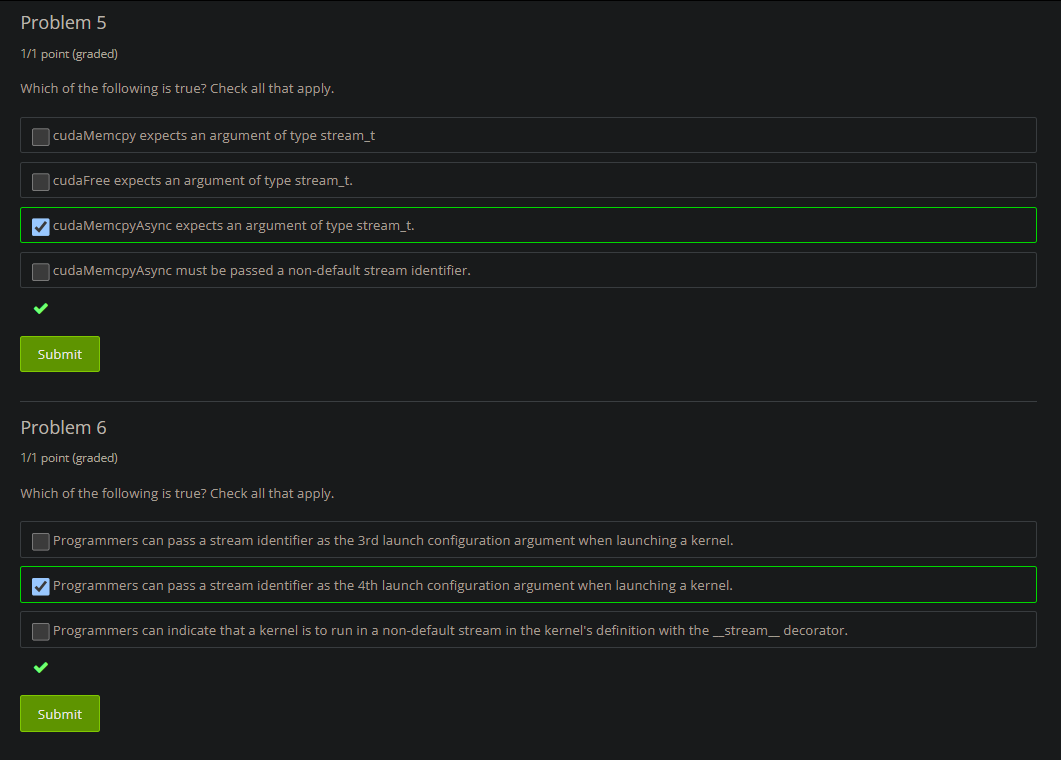 Problem 5
1/1 point (graded)
Which of the following is true? Check all that apply.
cudaMemcpy expects an argument of type stream_t
cudaFree expects an argument of type stream_t.
cudaMemcpyAsync expects an argument of type stream_t.
cudaMemcpyAsync must be passed a non-default stream identifier.
Submit
Problem 6
1/1 point (graded)
Which of the following is true? Check all that apply.
Programmers can pass a stream identifier as the 3rd launch configuration argument when launching a kernel.
Programmers can pass a stream identifier as the 4th launch configuration argument when launching a kernel.
Programmers can indicate that a kernel is to run in a non-default stream in the kernel's definition with the __stream__ decorator.
Submit